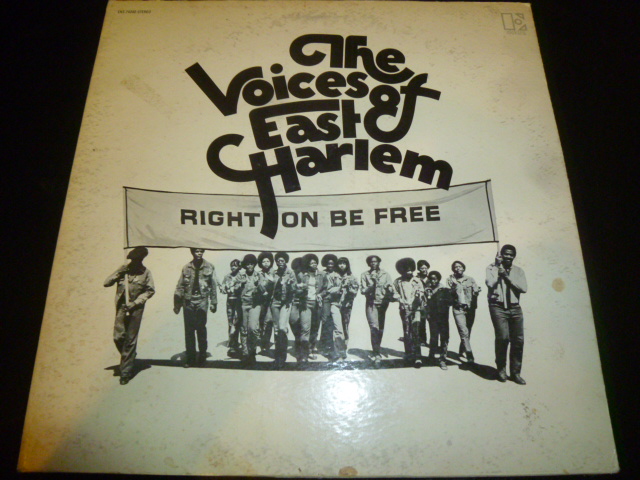 The
Voices of
East
Harlem
RIGHT ON BE FREE